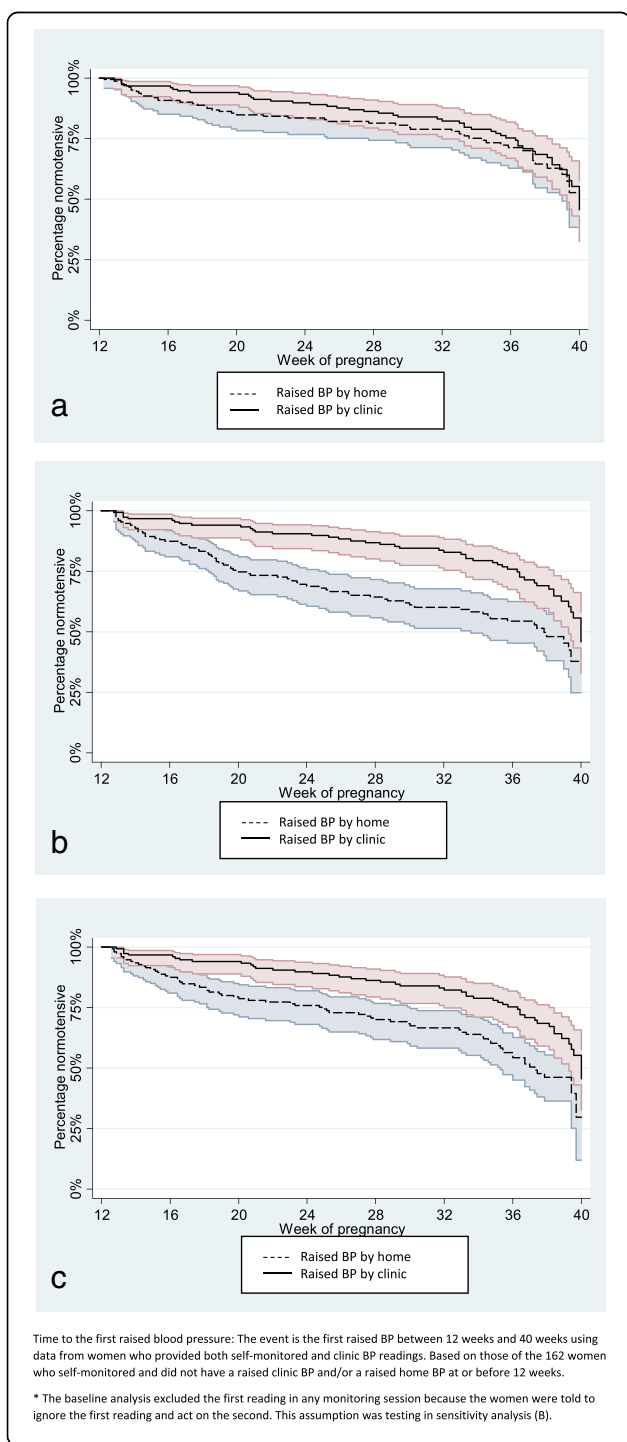 100%
75%
50%
25%
0%
Percentage normotensive
12 16 20 24 28 32 36 40
Week of pregnancy
Raised BP by home
Raised BP by clinic
a
100%
75%
50%
25%
0%
Percentage normotensive
12 16 20 24 28 32 36 40
Week of pregnancy
Raised BP by home
Raised BP by clinic
b
100%
75%
50%
25%
0%
Percentage normotensive
12 16 20 24 28 32 36 40
Week of pregnancy
Raised BP by home
Raised BP by clinic
c
Time to the first raised blood pressure: The event is the first raised BP between 12 weeks and 40 weeks using
data from women who provided both self-monitored and clinic BP readings. Based on those of the 162 women
who self-monitored and did not have a raised clinic BP and/or a raised home BP at or before 12 weeks.
* The baseline analysis excluded the first reading in any monitoring session because the women were told to
ignore the first reading and act on the second. This assumption was testing in sensitivity analysis (B).